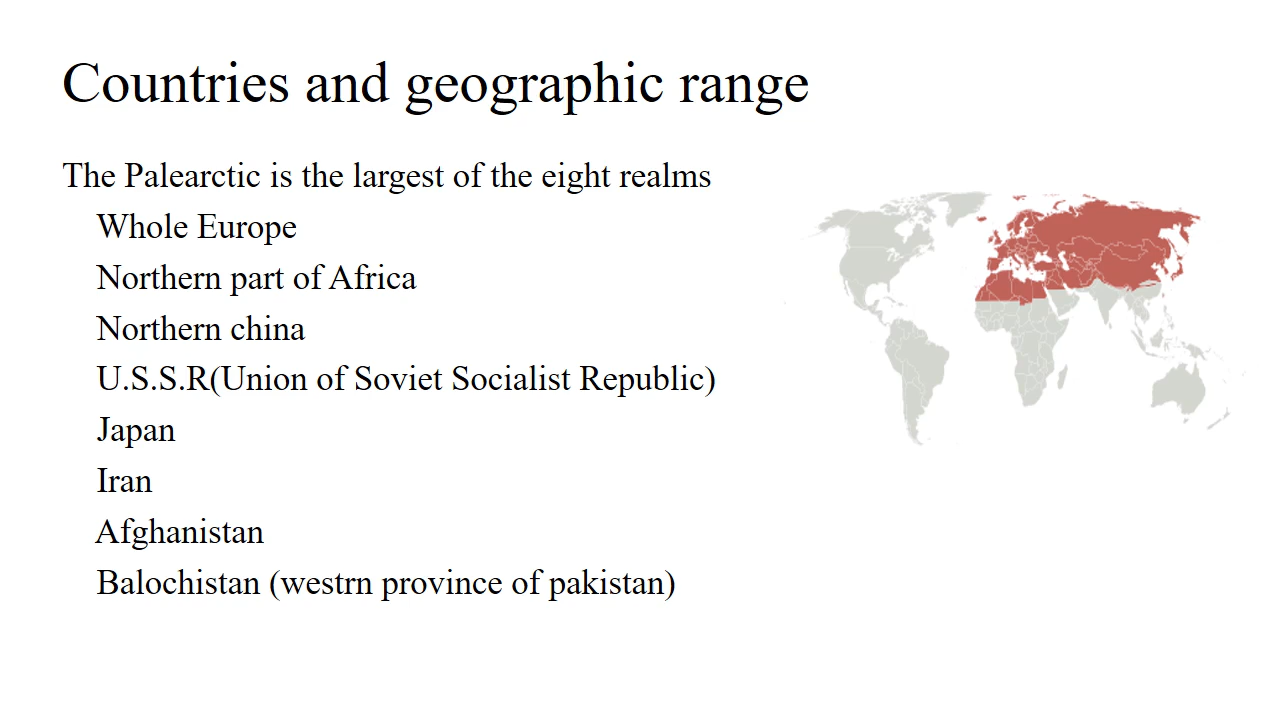 Countries and geographic range
The Palearctic is the largest of the eight realms
Whole Europe
Northern part of Africa
Northern china
U.S.S.R(Union of Soviet Socialist Republic)
Japan
Iran
Afghanistan
Balochistan (westrn province of pakistan)